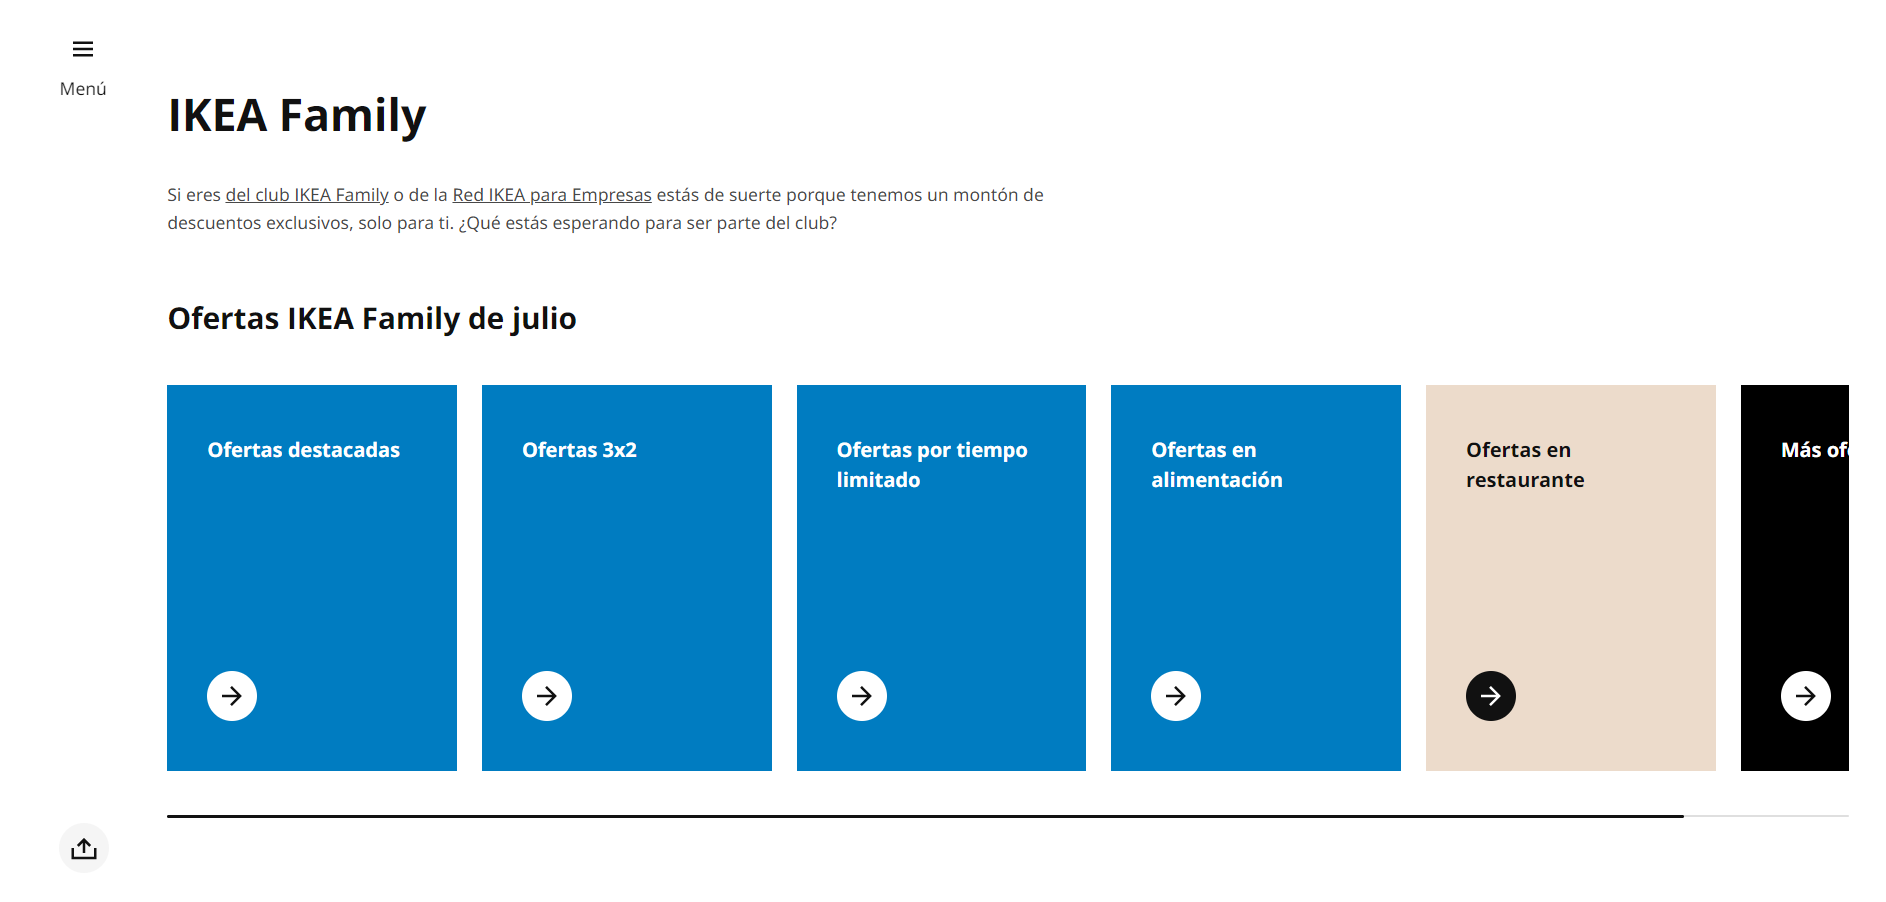 Menú
IKEA Family
Si eres del club IKEA Family o de la Red IKEA para Empresas estás de suerte porque tenemos un montón de
descuentos exclusivos, solo para ti. ¿Qué estás esperando para ser parte del club?
Ofertas IKEA Family de julio
Ofertas destacadas
Ofertas 3x2
Ofertas por tiempo
limitado
Ofertas en
alimentación
Ofertas en
restaurante
Más